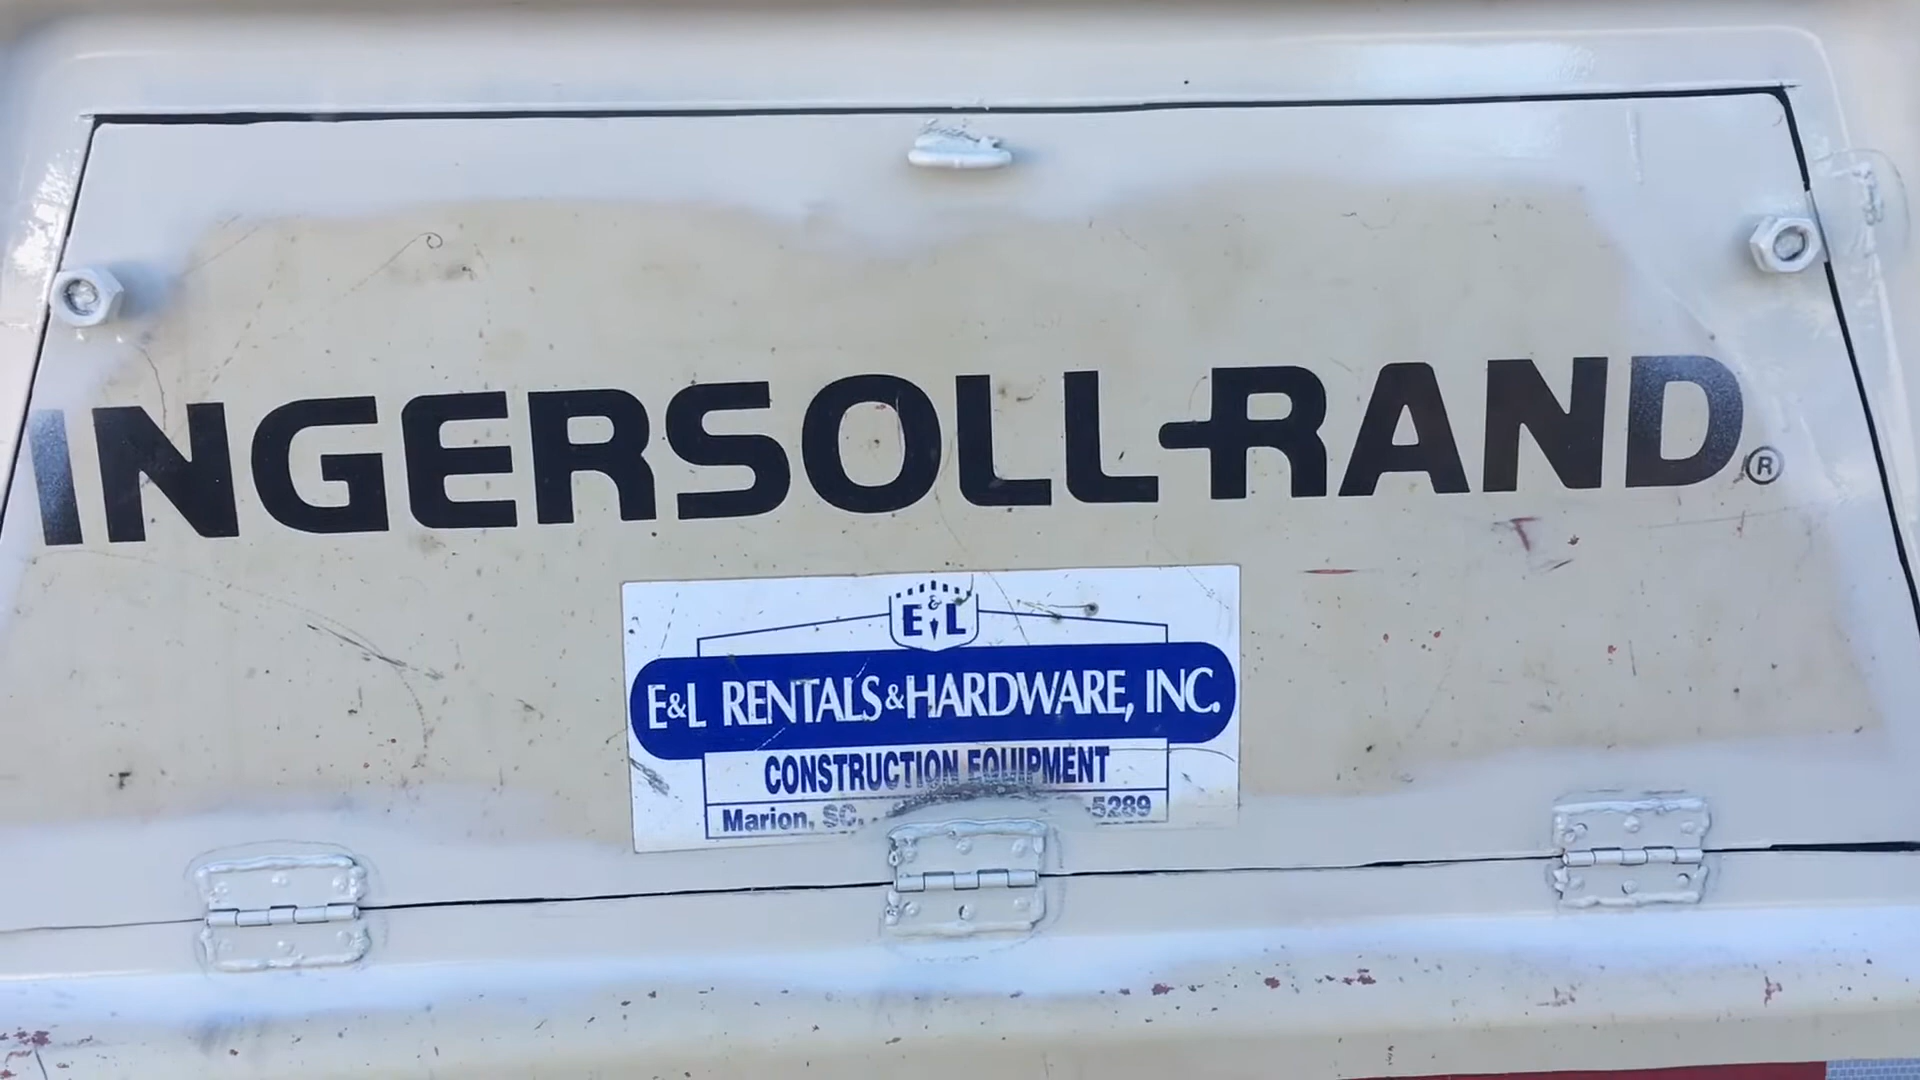 INGERSOLL-RAND®
E&L
E&L RENTALS & HARDWARE, INC.
CONSTRUCTION EQUIPMENT
Marion, SC. -5289